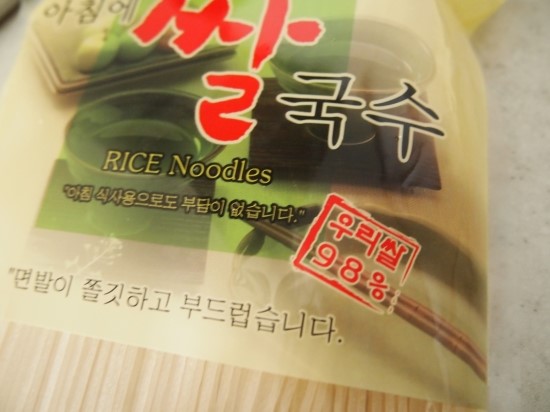 아침에
쌀국수
RICE Noodles
"아침 식사용으로도 부담이 없습니다."
우리쌀
98%
"면발이 쫄깃하고 부드럽습니다.